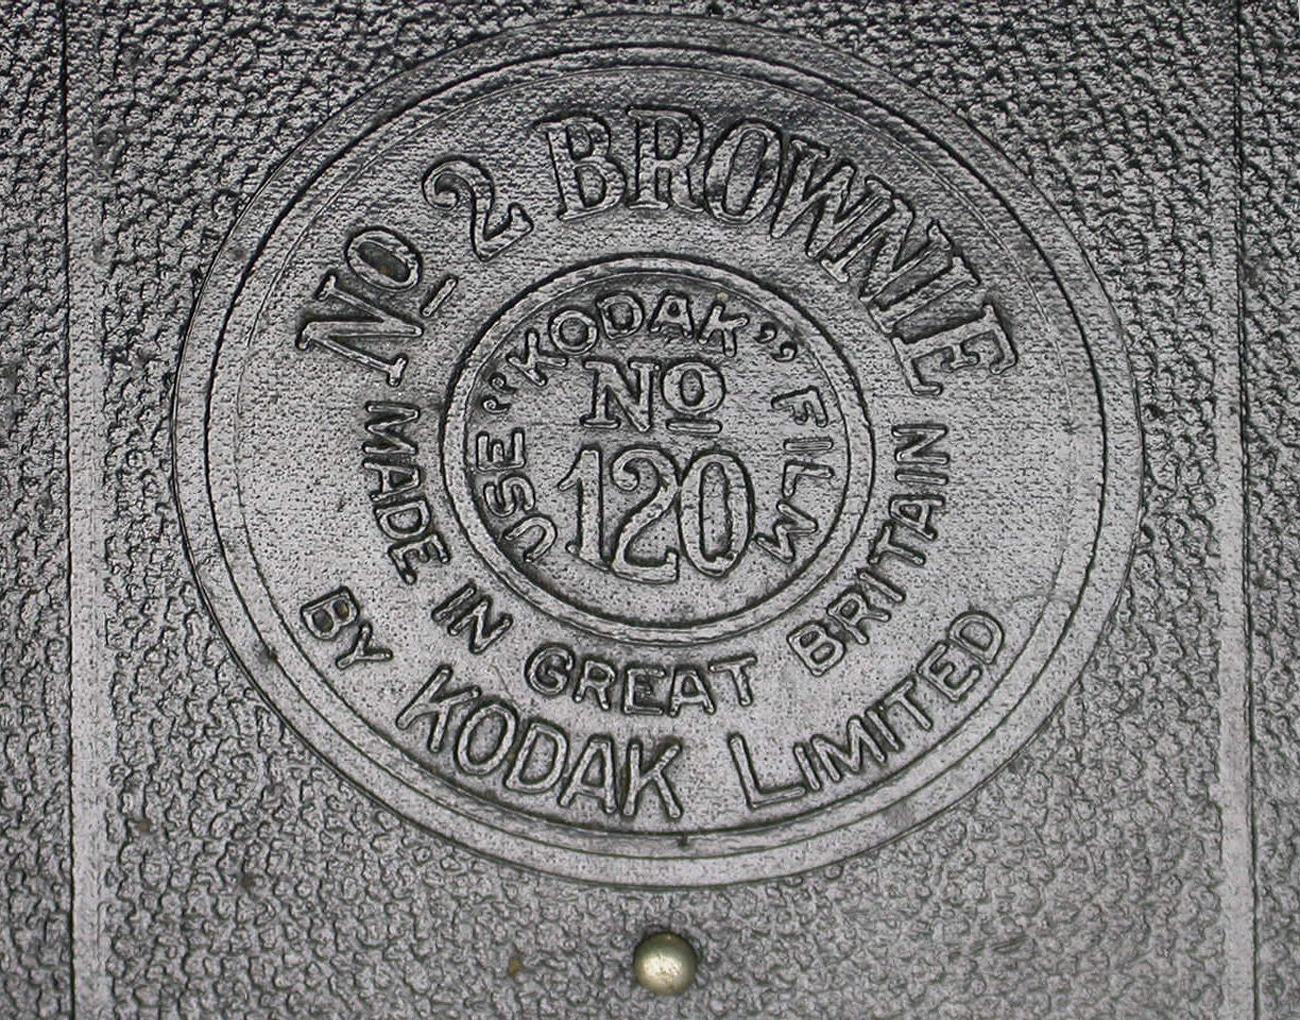 No 2 BROWNIE
USE "KODAK" FILM
No
120
MADE IN GREAT BRITAIN
BY KODAK LIMITED